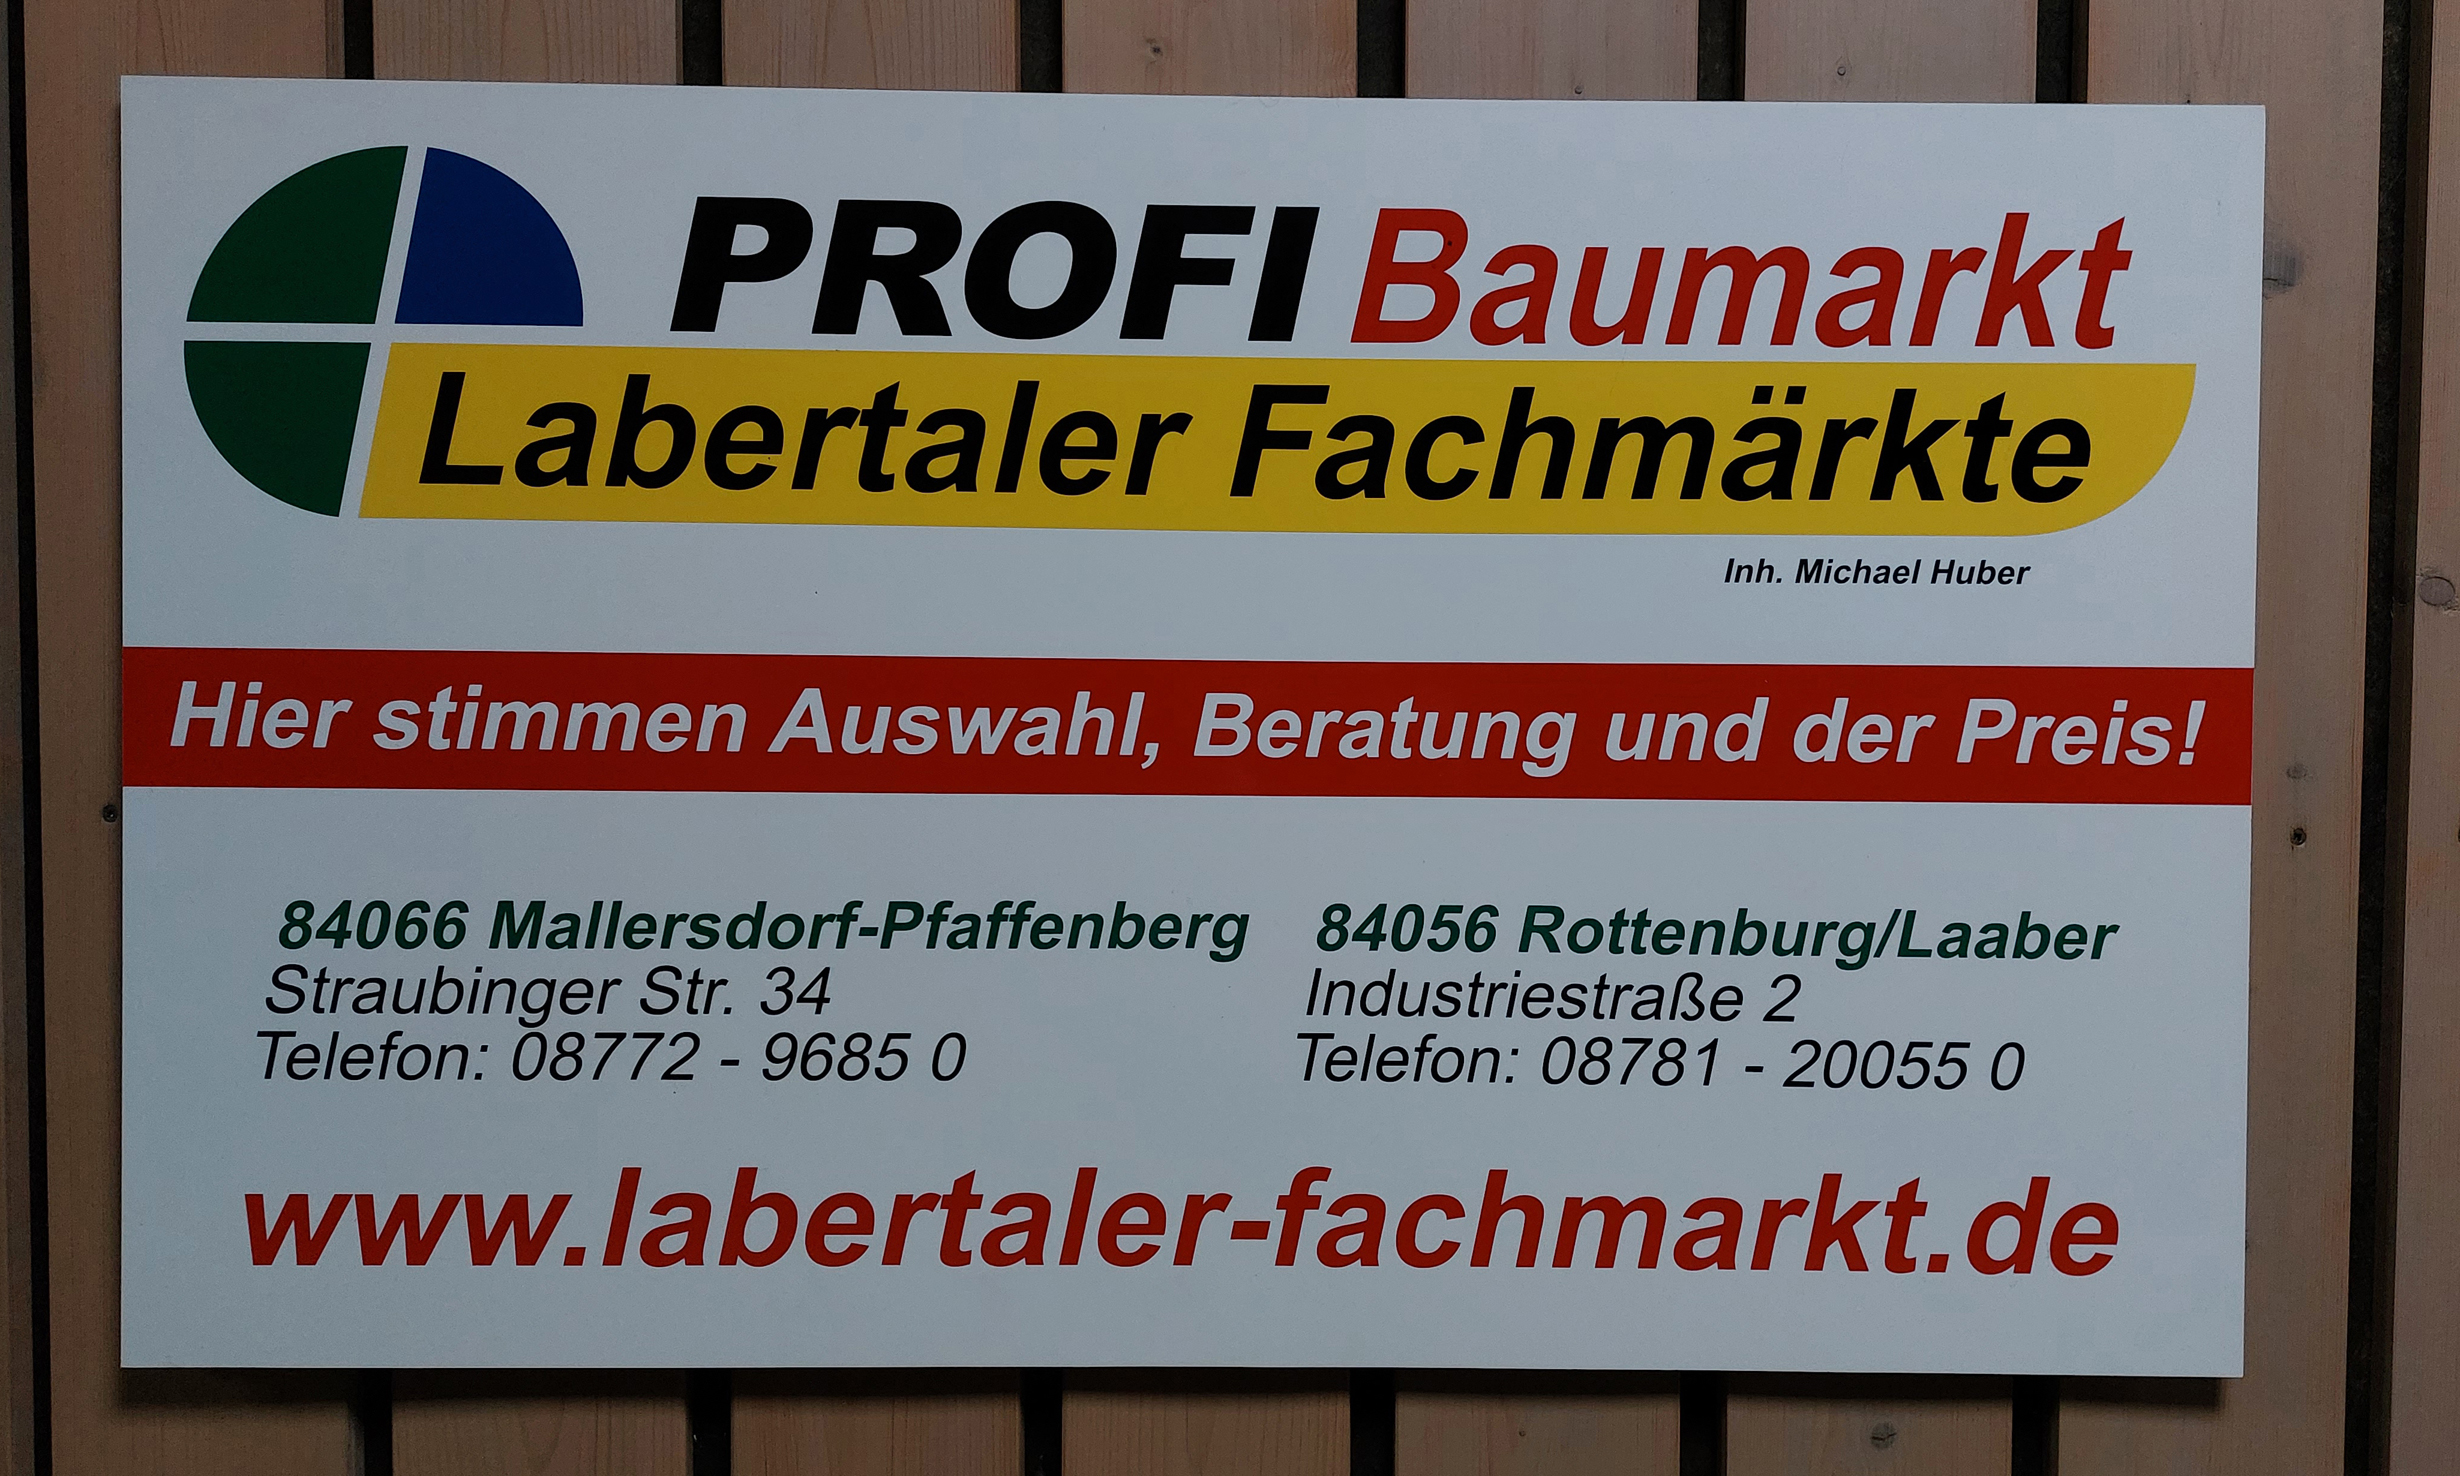 PROFI Baumarkt
Labertaler Fachmärkte
Inh. Michael Huber
Hier stimmen Auswahl, Beratung und der Preis!
84066 Mallersdorf-Pfaffenberg
Straubinger Str. 34
Telefon: 08772 - 9685 0
84056 Rottenburg/Laaber
Industriestraße 2
Telefon: 08781 - 20055 0
www.labertaler-fachmarkt.de